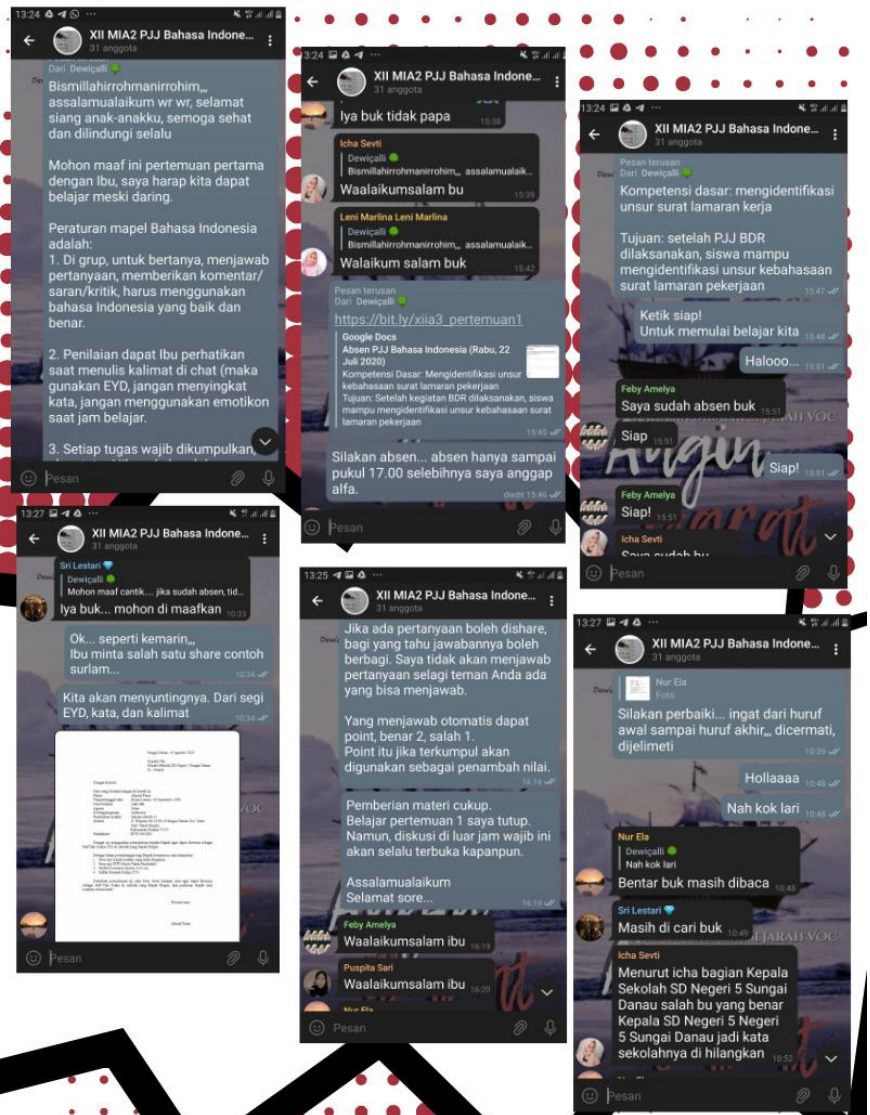 13:24
XII MIA2 PJJ Bahasa Indone...
31 anggota
Dari Dewiçalli
Bismillahirrohmanirrohim,,,
assalamualaikum wr wr, selamat
siang anak-anakku, semoga sehat
dan dilindungi selalu
Mohon maaf ini pertemuan pertama
dengan Ibu, saya harap kita dapat
belajar meski daring.
Peraturan mapel Bahasa Indonesia
adalah:
1. Di grup, untuk bertanya, menjawab
pertanyaan, memberikan komentar/
saran/kritik, harus menggunakan
bahasa Indonesia yang baik dan
benar.
2. Penilaian dapat Ibu perhatikan
saat menulis kalimat di chat (maka
gunakan EYD, jangan menyingkat
kata, jangan menggunakan emotikon
saat jam belajar.
3. Setiap tugas wajib dikumpulkan,
Pesan
13:24
XII MIA2 PJJ Bahasa Indone...
31 anggota
Iya buk tidak papa 15:38
Icha Sevti
Dewiçalli
Bismillahirrohmanirrohim,,, assalamualaik...
Waalaikumsalam bu 15:39
Leni Marlina Leni Marlina
Dewiçalli
Bismillahirrohmanirrohim,,, assalamualaik...
Walaikum salam buk 15:42
Pesan terusan
Dari Dewiçalli
https://bit.ly/xiia3_pertemuan1
Google Docs
Absen PJJ Bahasa Indonesia (Rabu, 22
Juli 2020)
Kompetensi Dasar: Mengidentifikasi unsur
kebahasaan surat lamaran pekerjaan
Tujuan: Setelah kegiatan BDR dilaksanakan, siswa
mampu mengidentifikasi unsur kebahasaan surat
lamaran pekerjaan
15:45
Silakan absen... absen hanya sampai
pukul 17.00 selebihnya saya anggap
alfa. diedit 15:46
Pesan
13:24
XII MIA2 PJJ Bahasa Indone...
31 anggota
Pesan terusan
Dari Dewiçalli
Kompetensi dasar: mengidentifikasi
unsur surat lamaran kerja
Tujuan: setelah PJJ BDR
dilaksanakan, siswa mampu
mengidentifikasi unsur kebahasaan
surat lamaran pekerjaan 15:47
Ketik siap!
Untuk memulai belajar kita 15:48
Halooo... 15:51
Feby Amelya
Saya sudah absen buk 15:51
Siap 15:51
Siap! 15:51
Feby Amelya
Siap! 15:51
Icha Sevti
Saya sudah bu
Pesan
13:27
XII MIA2 PJJ Bahasa Indone...
31 anggota
Sri Lestari
Dewiçalli
Mohon maaf cantik.... jika sudah absen, tid...
Iya buk... mohon di maafkan 10:33
Ok... seperti kemarin,,,
Ibu minta salah satu share contoh
surlam... 10:34
Kita akan menyuntingnya. Dari segi
EYD, kata, dan kalimat 10:34
Pesan
13:25
XII MIA2 PJJ Bahasa Indone...
31 anggota
Jika ada pertanyaan boleh dishare,
bagi yang tahu jawabannya boleh
berbagi. Saya tidak akan menjawab
pertanyaan selagi teman Anda ada
yang bisa menjawab.
Yang menjawab otomatis dapat
point, benar 2, salah 1.
Point itu jika terkumpul akan
digunakan sebagai penambah nilai.
16:16
Pemberian materi cukup.
Belajar pertemuan 1 saya tutup.
Namun, diskusi di luar jam wajib ini
akan selalu terbuka kapanpun.
Assalamualaikum
Selamat sore... 16:19
Feby Amelya
Waalaikumsalam ibu 16:19
Puspita Sari
Waalaikumsalam ibu 16:20
Nur Ela
Pesan
13:27
XII MIA2 PJJ Bahasa Indone...
31 anggota
Nur Ela
Foto
Silakan perbaiki... ingat dari huruf
awal sampai huruf akhir,,, dicermati,
dijelimeti 10:39
Hollaaaa 10:48
Nah kok lari 10:48
Nur Ela
Dewiçalli
Nah kok lari
Bentar buk masih dibaca 10:48
Sri Lestari
Masih di cari buk 10:49
Icha Sevti
Menurut icha bagian Kepala
Sekolah SD Negeri 5 Sungai
Danau salah bu yang benar
Kepala SD Negeri 5 Negeri
5 Sungai Danau jadi kata
sekolahnya di hilangkan 10:52
Pesan